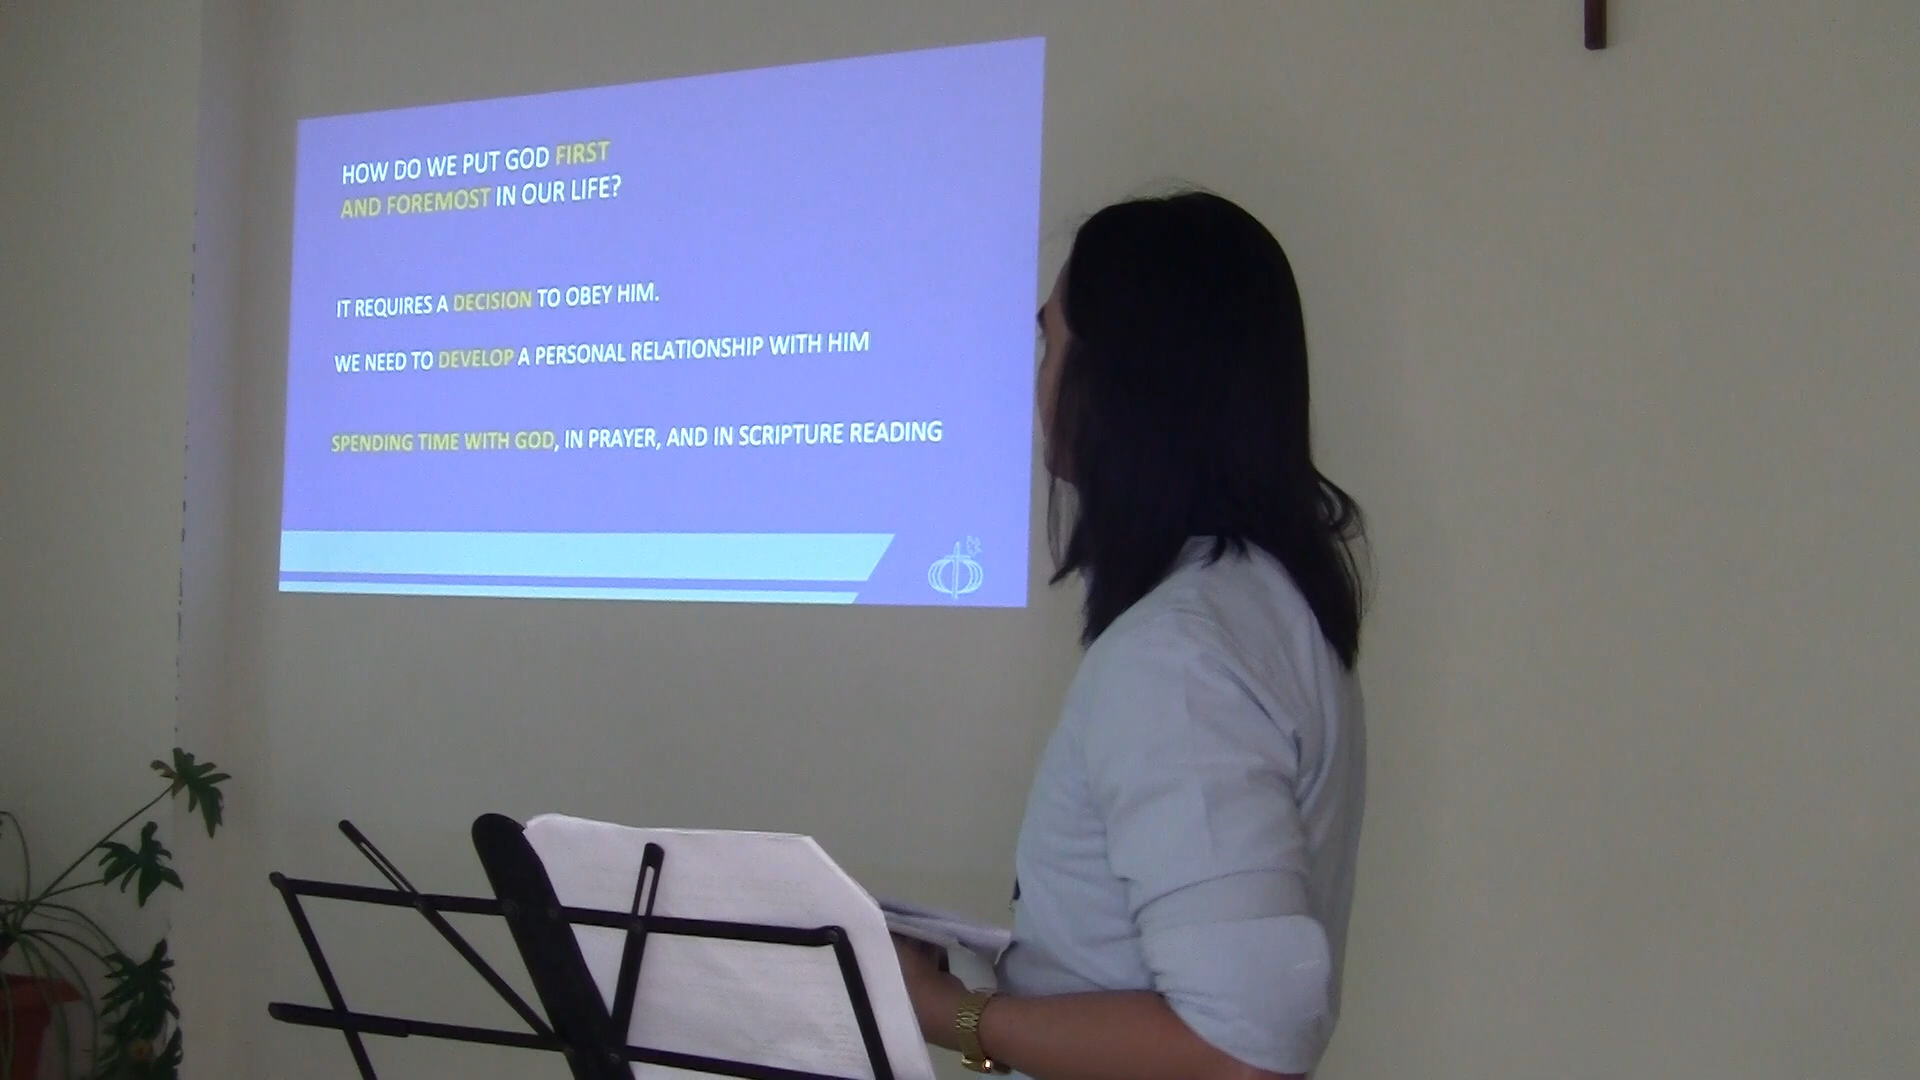 HOW DO WE PUT GOD FIRST
AND FOREMOST IN OUR LIFE?
IT REQUIRES A DECISION TO OBEY HIM.
WE NEED TO DEVELOP A PERSONAL RELATIONSHIP WITH HIM
SPENDING TIME WITH GOD, IN PRAYER, AND IN SCRIPTURE READING